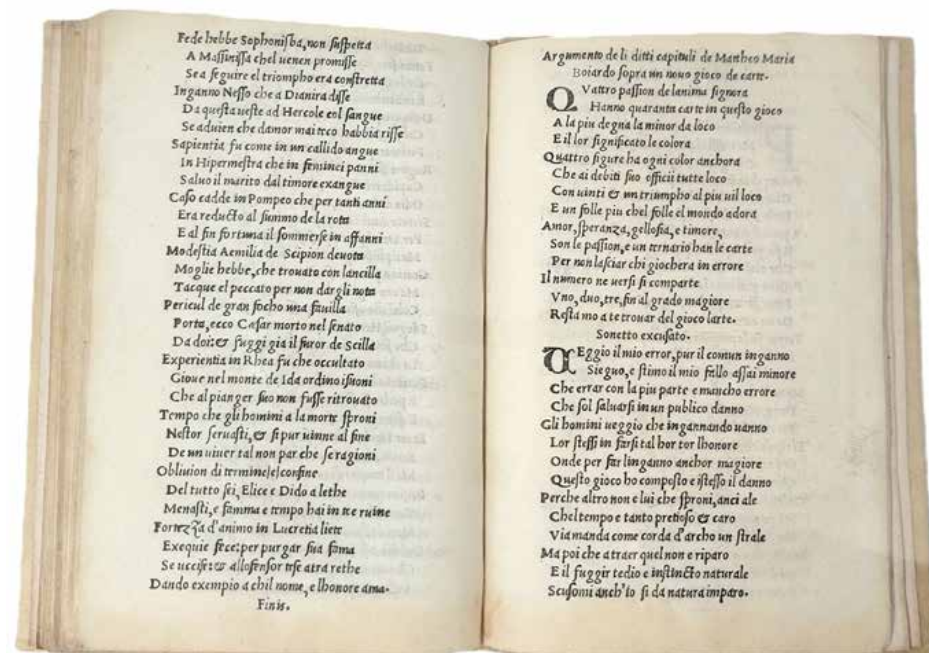 Fede hebbe Sophoniſba, non ſuſpetta
A Maſſiniſſa chel uenen promiſſe
Se a ſeguire el triompho era conſtretta
Inganno Neſſo che a Dianira diſſe
Da queſta ueſte ad Hercole col ſangue
Se aduien che damor mai teco habbia riſſe
Sapientia fu come in un callido angue
In Hipermeſtra che in feminei panni
Saluo il marito dal timore exangue
Caſo cadde in Pompeo che per tanti anni
Era reducto al ſummo de la rota
E al fin fortuna il ſommerſe in affanni
Modeſtia Aemilia de Scipion deuota
Moglie hebbe, che trouato con lancilla
Tacque el peccato per non dargli nota
Pericul de gran focho una fauilla
Porta, ecco Caeſar morto nel ſenato
Da doi: & fuggi gia il furor de Scilla
Experientia in Rhea fu che occultato
Gioue nel monte de Ida ordino i ſuoni
Che al pianger ſuo non fuſſe ritrouato
Tempo che gli homini a la morte ſproni
Neſtor ſeruaſti, & ſi pur uinne al fine
De un uiuer tal non par che ſe ragioni
Obliuion di termine(e)confine
Del tutto ſei, Elice e Dido a lethe
Menaſti, e famma e tempo hai in tre ruine
Fortezza d'animo in Lucretia liete
Exequie fece: per purgar ſua fama
Se ucciſe: & allofenſor teſe atra rethe
Dando exempio a chil nome, e lhonore ama.
Finis.
Argumento de li ditti capituli de Mattheo Maria
Boiardo ſopra un nouo gioco de carte.
QVattro paſſion de lanima ſignora
Hanno quaranta carte in queſto gioco
A la piu degna la minor da loco
E il lor ſignificato le colora
Quattro figure ha ogni color anchora
Che ai debiti ſuo officii tutte loco
Con uinti & un triumpho al piu uil loco
E un folle piu chel folle el mondo adora
Amor, ſperanza, geloſia, e timore,
Son le paſſion, e un ternario han le carte
Per non laſciar chi giochera in errore
Il numero ne uerſi ſi comparte
Vno, duo, tre, fin al grado magiore
Reſta mo a te trouar del gioco larte.
Sonetto excuſato.
VEggio il mio error, pur il comun inganno
Sieguo, e ſtimo il mio fallo aſſai minore
Che errar con la piu parte e mancho errore
Che ſol ſaluarſi in un publico danno
Gli homini ueggio che ingannando uanno
Lor ſteſſi in farſi tal hor tor lhonore
Onde per far linganno anchor magiore
Queſto gioco ho compoſto e iſteſſo il danno
Perche altro non e lui che ſproni, anci ale
Chel tempo e tanto pretioſo & caro
Via manda come corda d'archo un ſtrale
Ma poi che atraer quel non e riparo
E il fuggir tedio e inſtincto naturale
Scuſomi anch'io ſi da natura imparo.